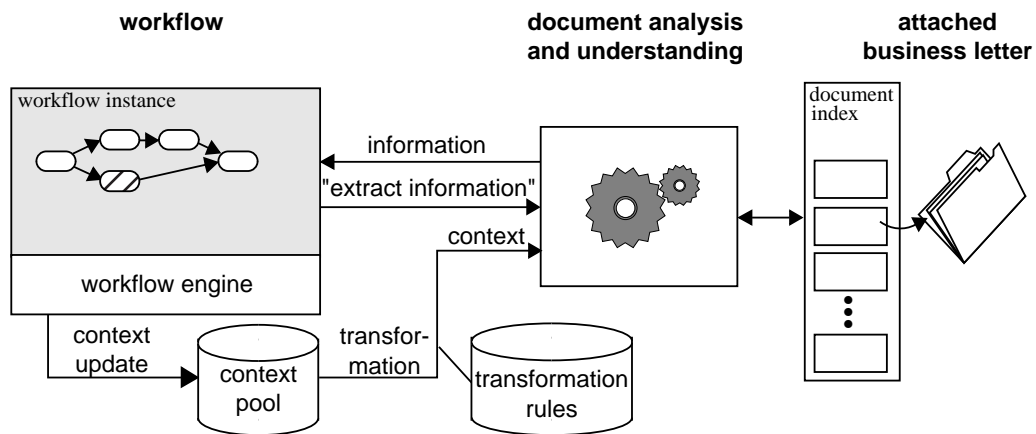 workflow
document analysis
and understanding
attached
business letter
workflow instance
document
index
information
"extract information"
context
workflow engine
context
update
transfor-
mation
context
pool
transformation
rules